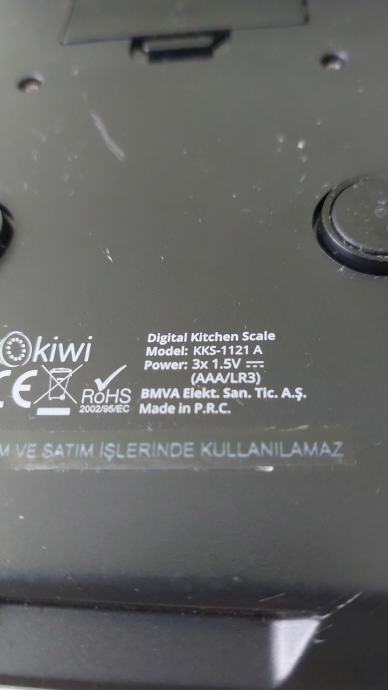 kiwi
Digital Kitchen Scale
Model: KKS-1121 A
Power: 3x 1.5V
(AAA/LR3)
CE RoHS
2002/95/EC
BMVA Elekt. San. Tic. A.Ş.
Made in P.R.C.
M VE SATIM İŞLERİNDE KULLANILAMAZ